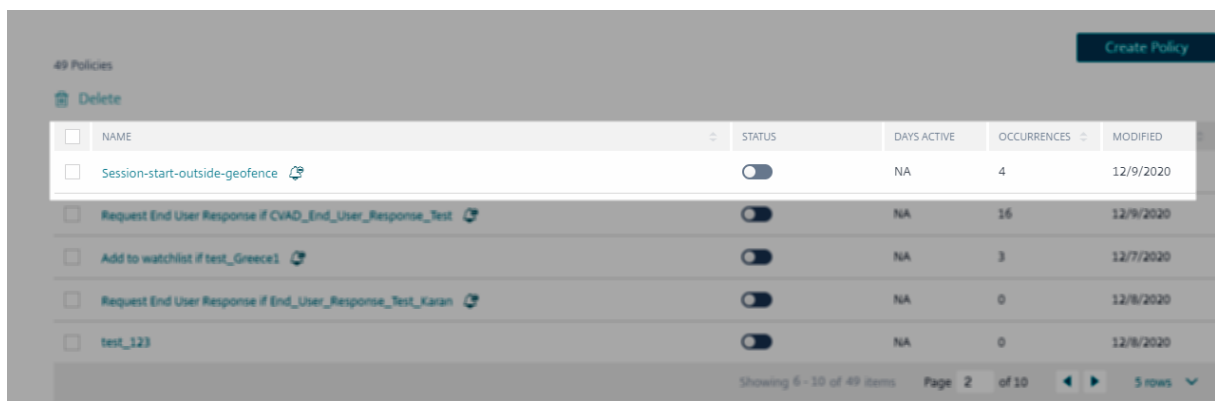 Create Policy
49 Policies
Delete
NAME STATUS DAYS ACTIVE OCCURRENCES MODIFIED
Session-start-outside-geofence NA 4 12/9/2020
Request End User Response if CVAD_End_User_Response_Test NA 16 12/9/2020
Add to watchlist if test_Greece1 NA 3 12/7/2020
Request End User Response if End_User_Response_Test_Karan NA 0 12/8/2020
test_123 NA 0 12/8/2020
Showing 6 - 10 of 49 items Page 2 of 10 5 rows